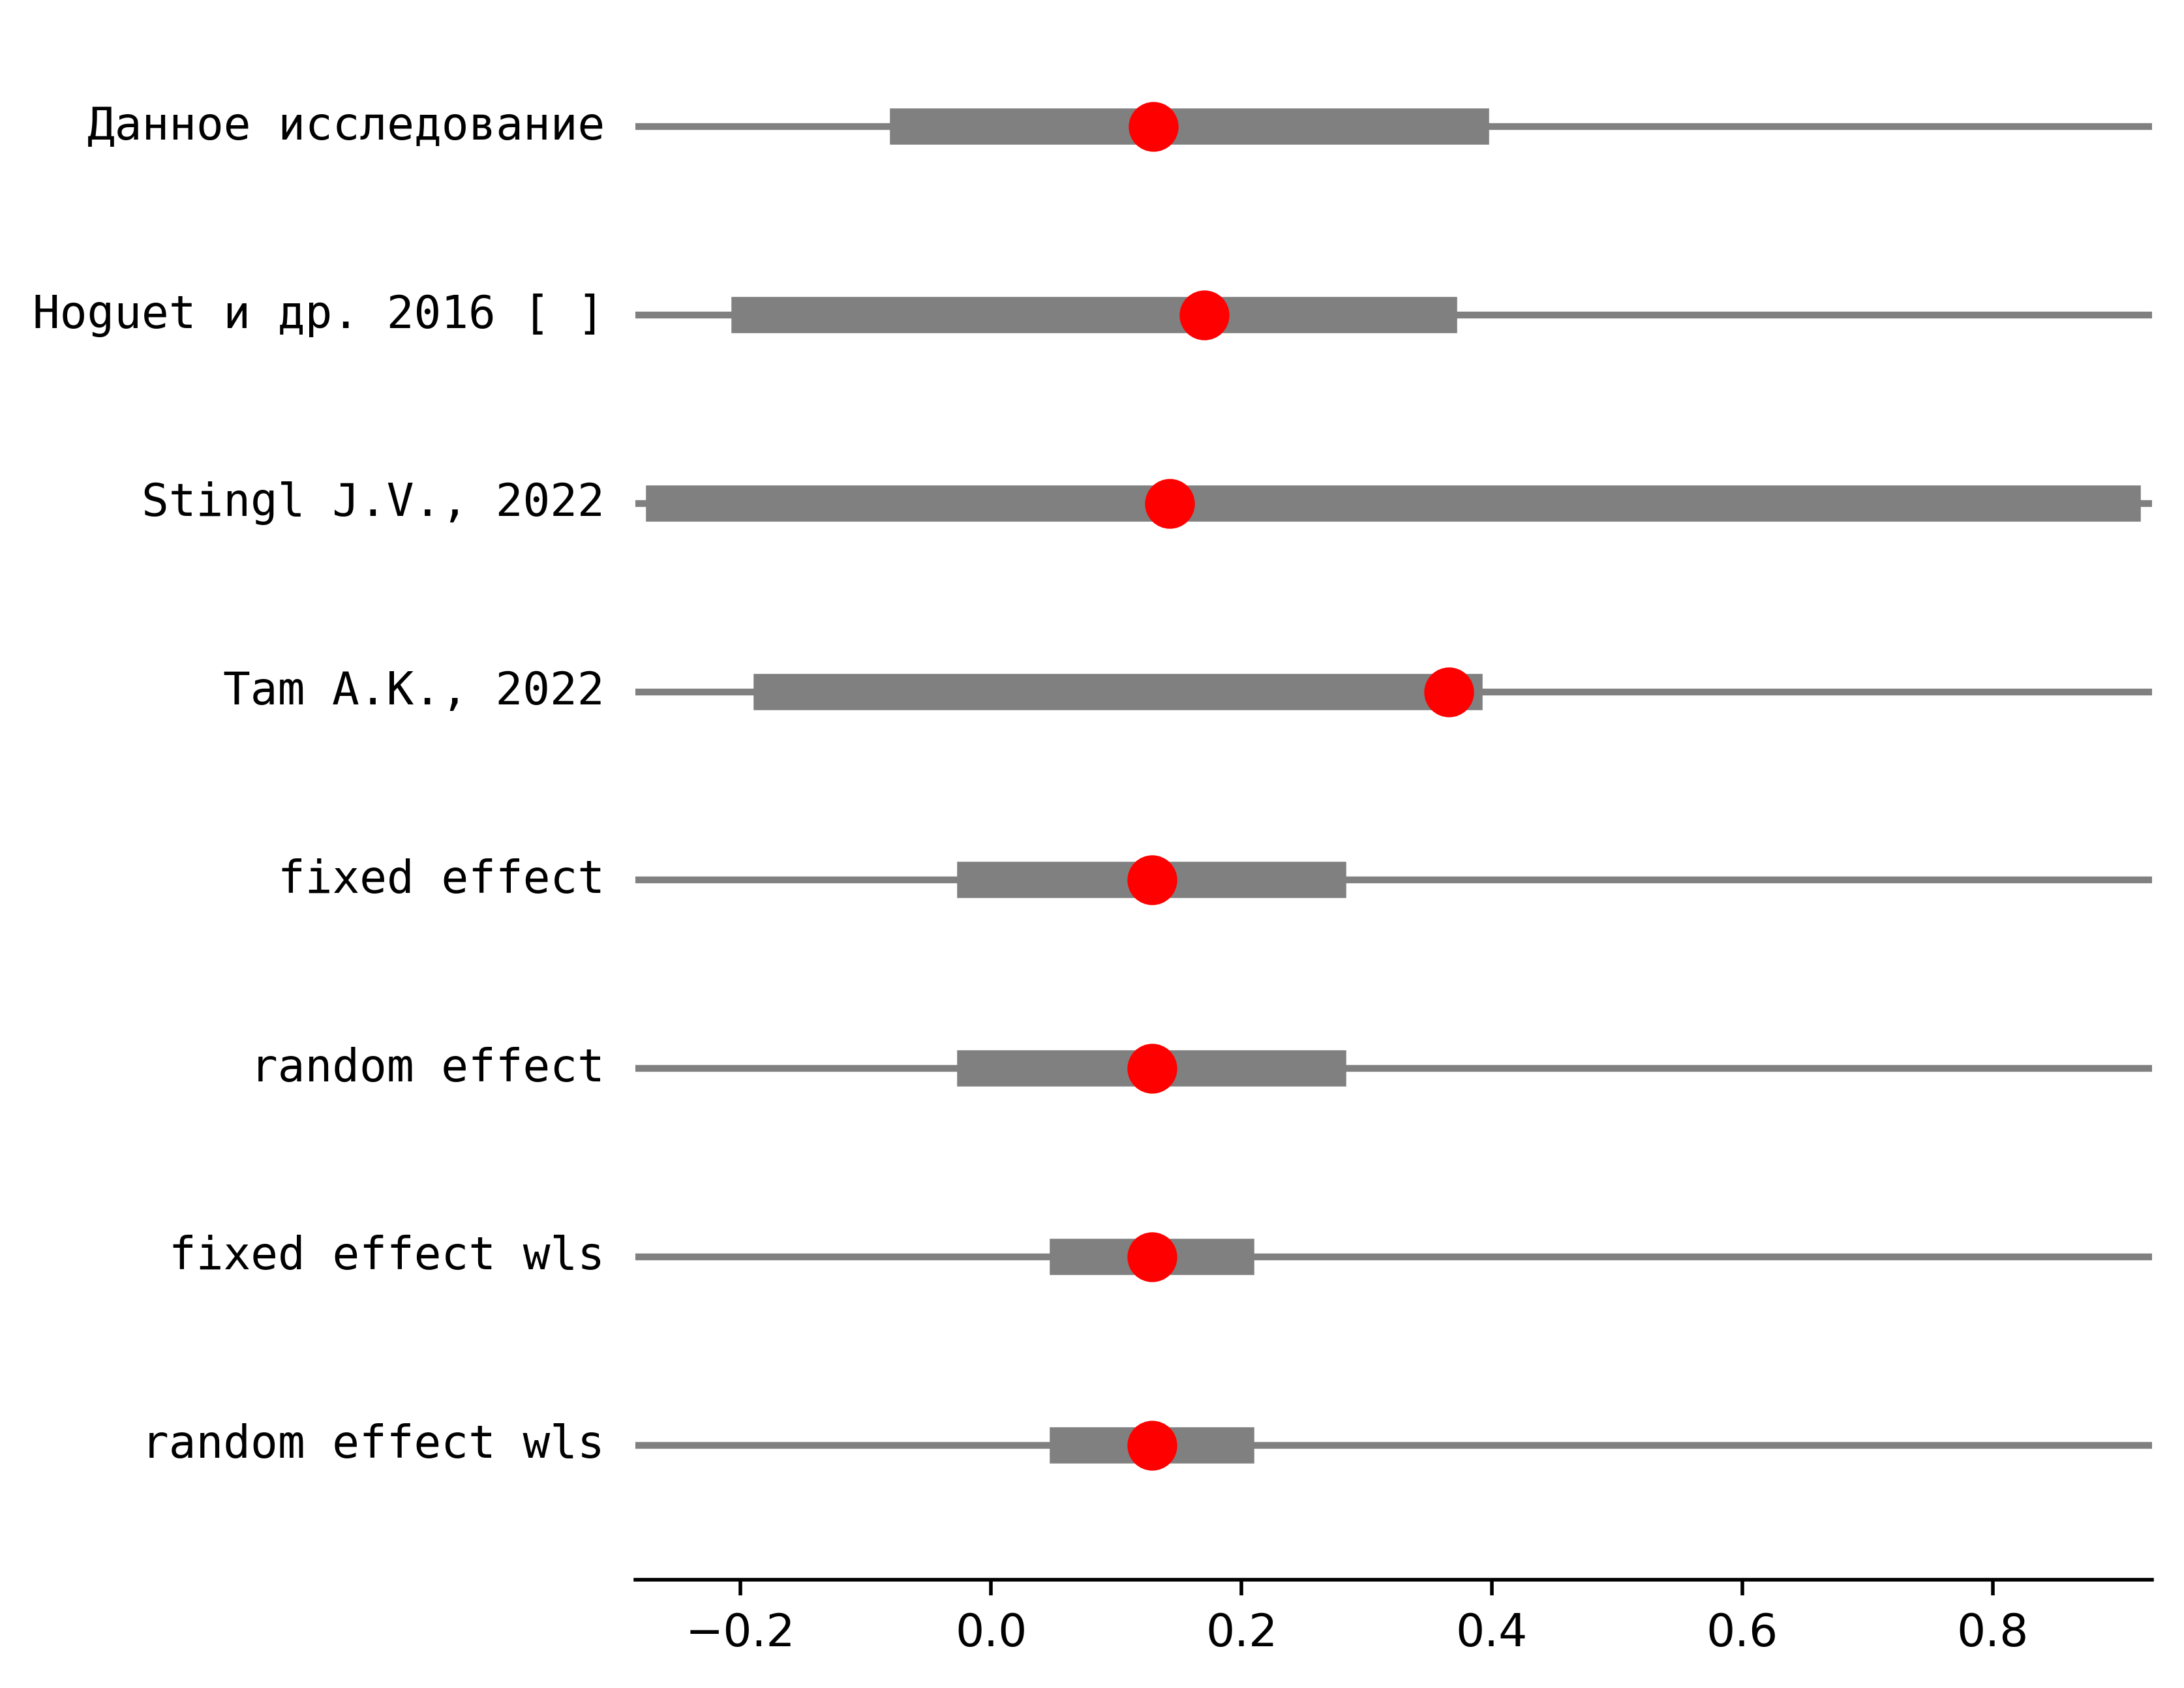 Данное исследование
Hoguet и др. 2016 [ ]
Stingl J.V., 2022
Tam A.K., 2022
fixed effect
random effect
fixed effect wls
random effect wls
−0.2 0.0 0.2 0.4 0.6 0.8